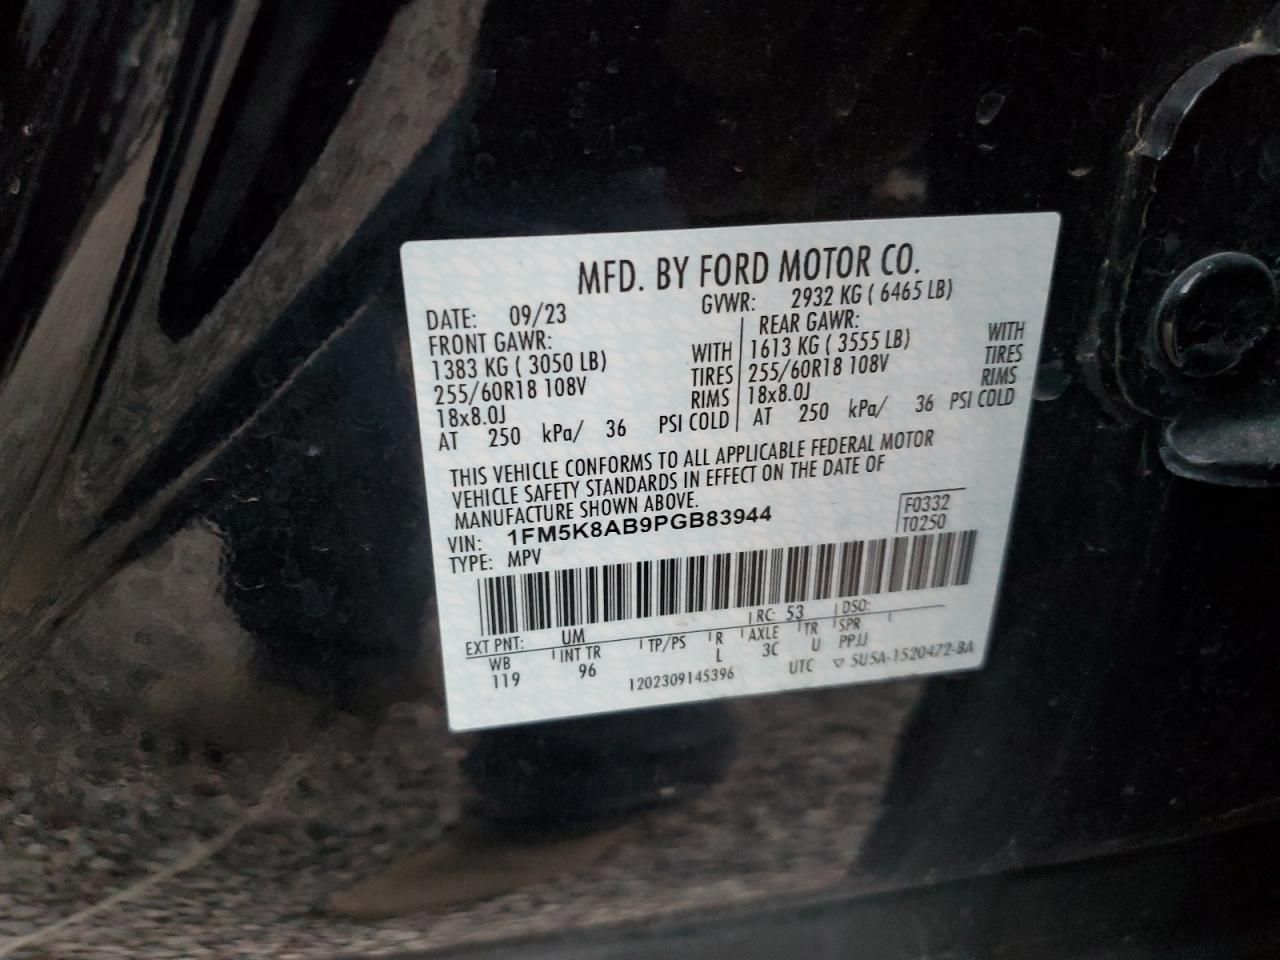 MFD. BY FORD MOTOR CO.
DATE: 09/23 GVWR: 2932 KG ( 6465 LB)
FRONT GAWR: REAR GAWR:
1383 KG ( 3050 LB) WITH 1613 KG ( 3555 LB) WITH
255/60R18 108V TIRES 255/60R18 108V TIRES
18x8.0J RIMS 18x8.0J RIMS
AT 250 kPa/ 36 PSI COLD AT 250 kPa/ 36 PSI COLD
THIS VEHICLE CONFORMS TO ALL APPLICABLE FEDERAL MOTOR
VEHICLE SAFETY STANDARDS IN EFFECT ON THE DATE OF
MANUFACTURE SHOWN ABOVE.
VIN: 1FM5K8AB9PGB83944
TYPE: MPV
F0332
T0250
EXT PNT: UM RC: 53 DSO:
WB INT TR TP/PS R AXLE TR SPR
119 96 L 3C U PPJJ
1202309145396 UTC ▽ 5U5A-1520472-BA